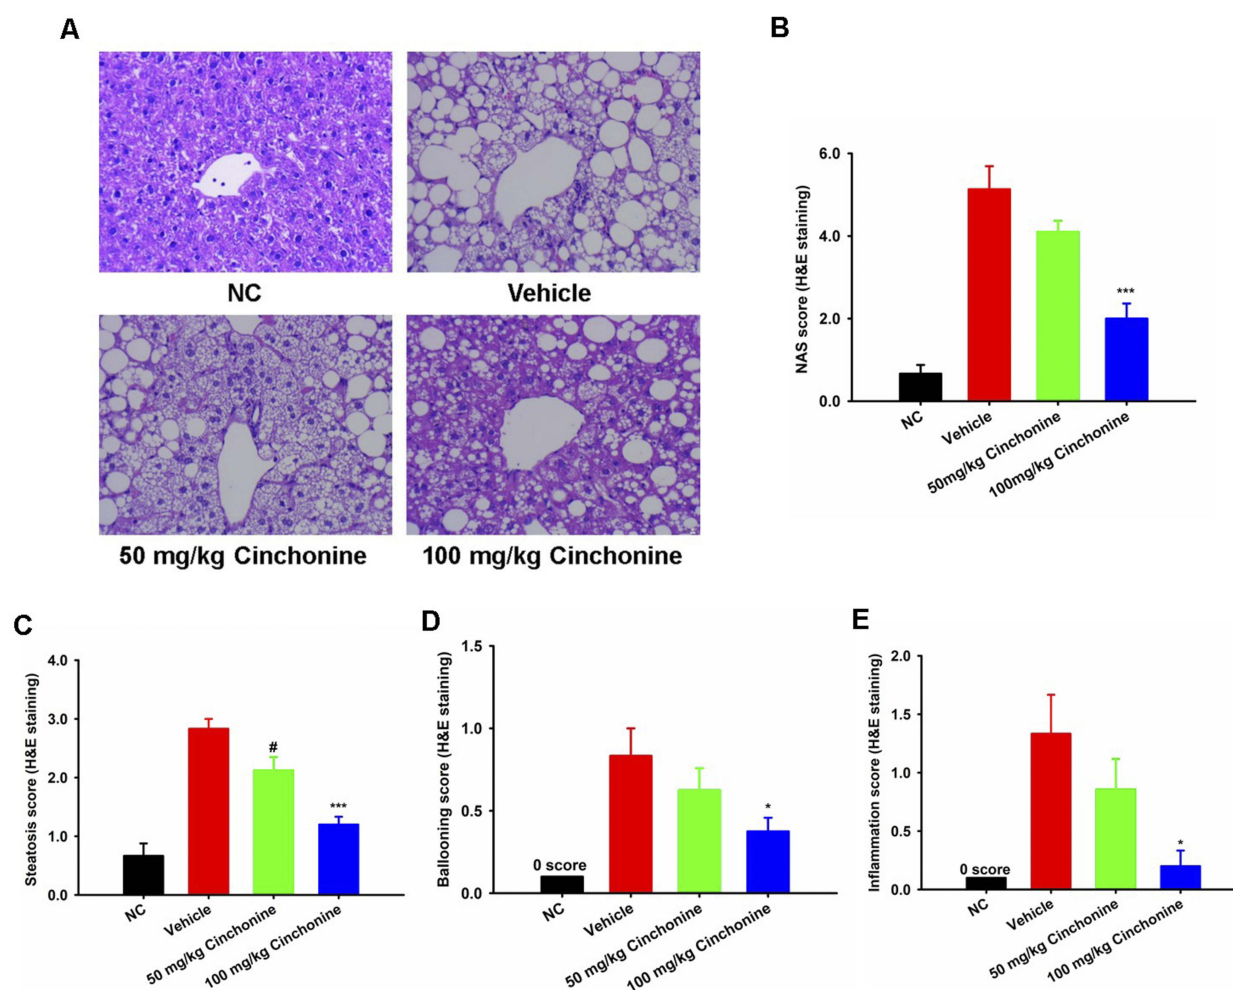 A
NC
Vehicle
50 mg/kg Cinchonine
100 mg/kg Cinchonine
B
NAS score (H&E staining)
6.0
4.0
2.0
0.0
***
NC
Vehicle
50mg/kg Cinchonine
100mg/kg Cinchonine
C
Steatosis score (H&E staining)
4.0
3.0
2.0
1.0
0.0
#
***
NC
Vehicle
50 mg/kg Cinchonine
100 mg/kg Cinchonine
D
Ballooning score (H&E staining)
1.5
1.0
0.5
0.0
0 score
*
NC
Vehicle
50 mg/kg Cinchonine
100 mg/kg Cinchonine
E
Inflammation score (H&E staining)
2.0
1.5
1.0
0.5
0.0
0 score
*
NC
Vehicle
50 mg/kg Cinchonine
100 mg/kg Cinchonine